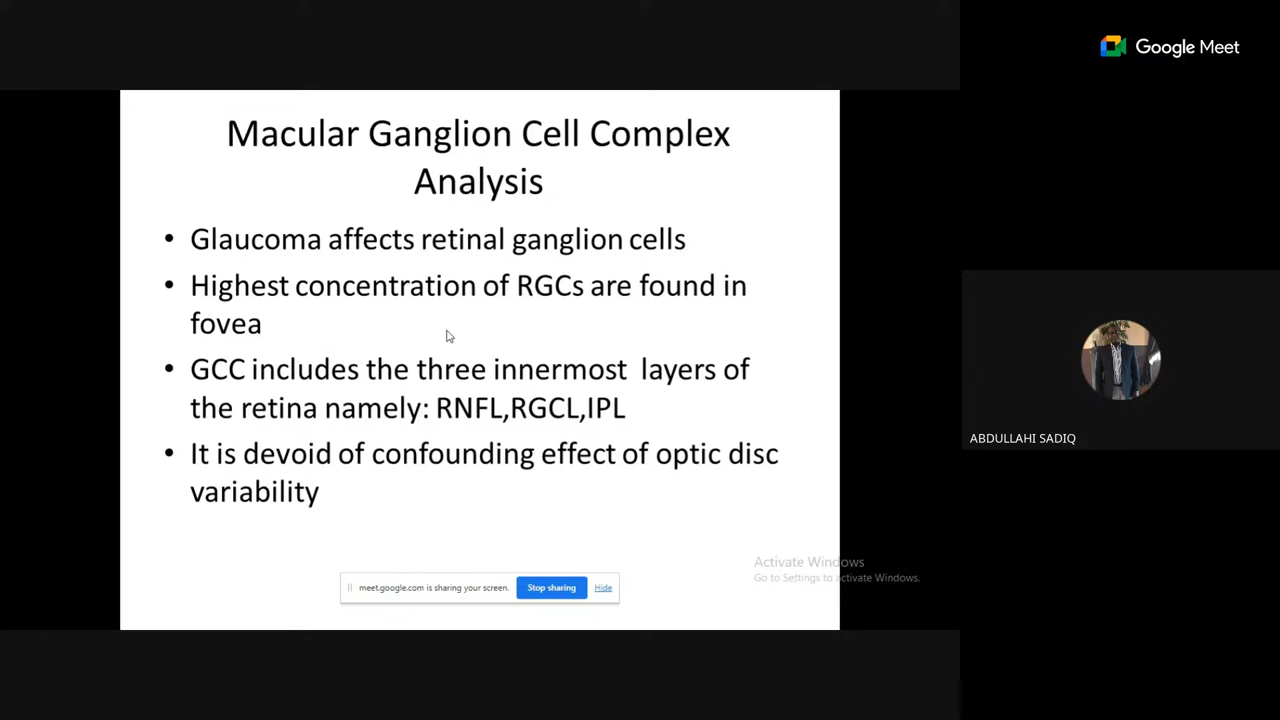 Google Meet
Macular Ganglion Cell Complex
Analysis
• Glaucoma affects retinal ganglion cells
• Highest concentration of RGCs are found in
fovea
• GCC includes the three innermost layers of
the retina namely: RNFL,RGCL,IPL
• It is devoid of confounding effect of optic disc
variability
ABDULLAHI SADIQ
Activate Windows
Go to Settings to activate Windows.
meet.google.com is sharing your screen. Stop sharing Hide